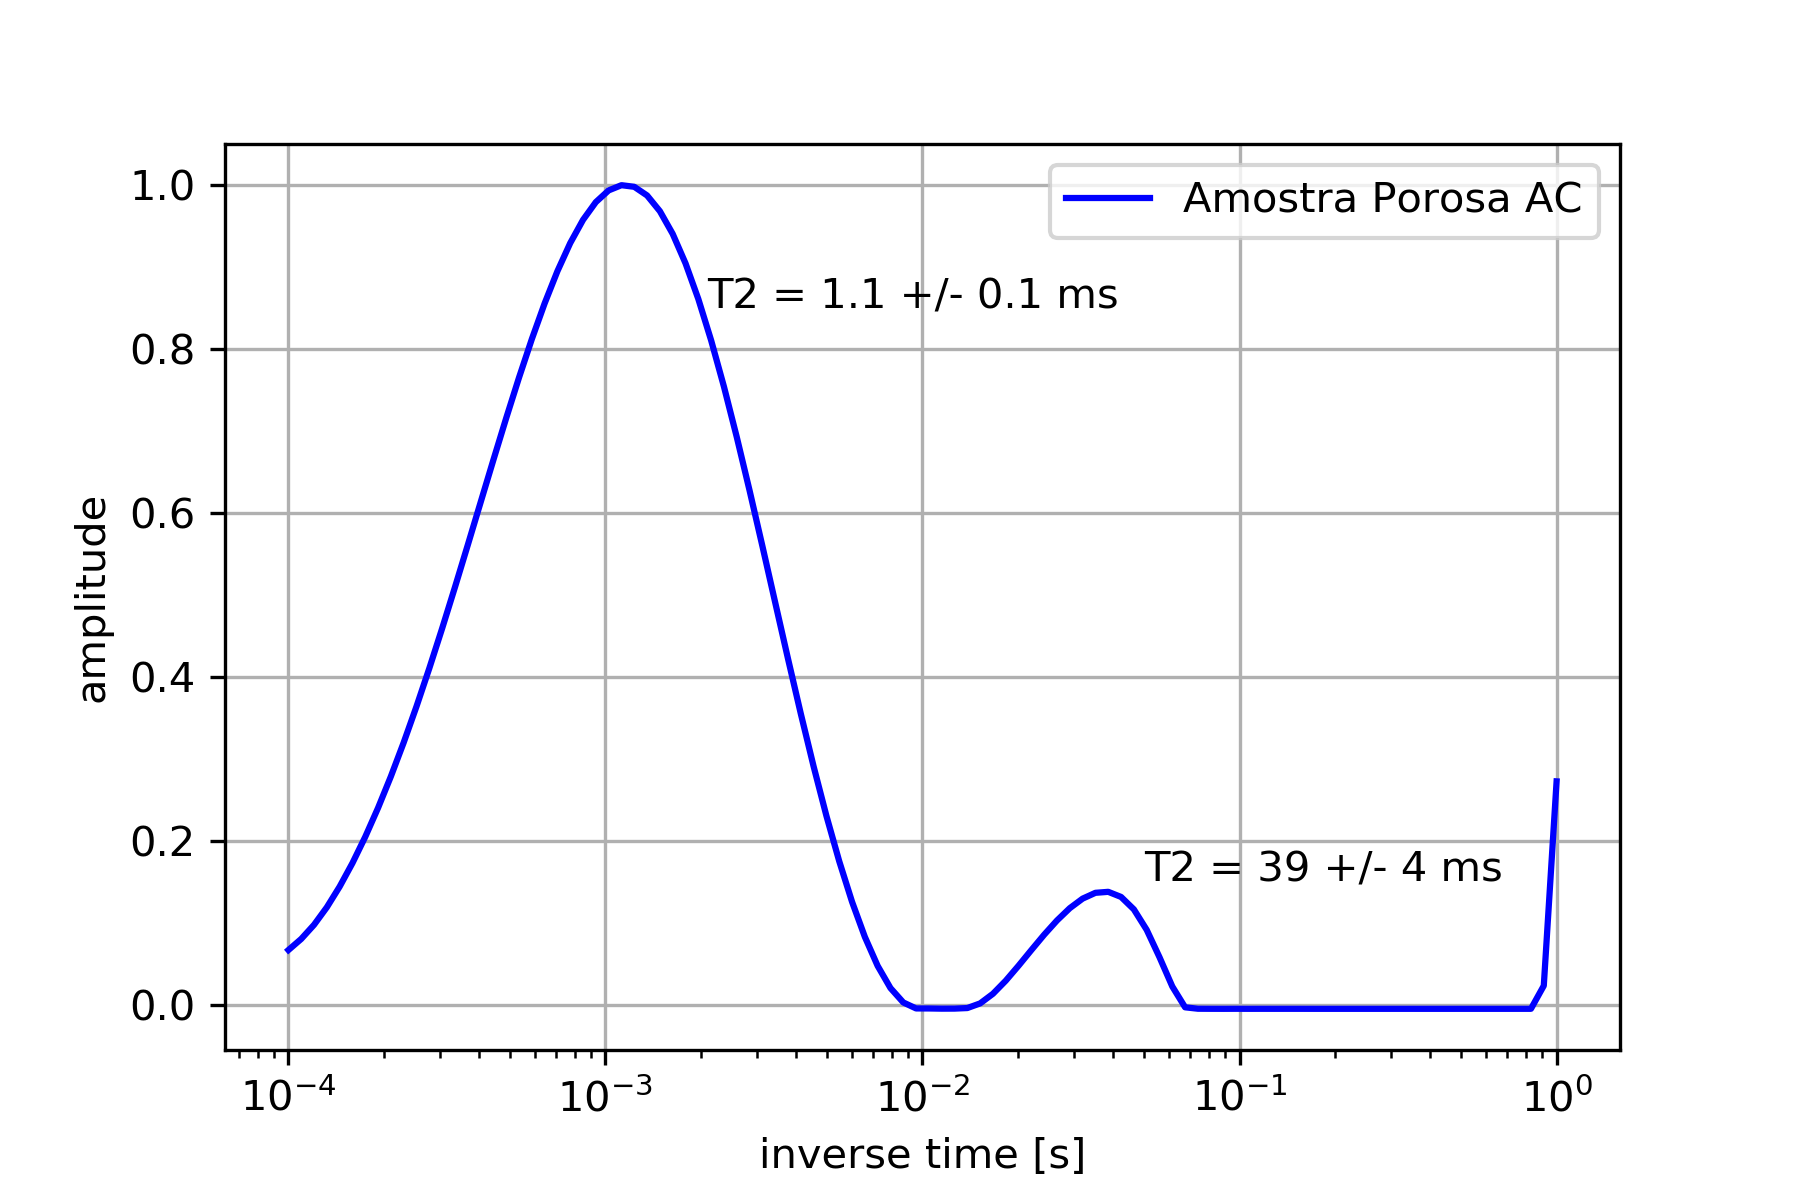 Amostra Porosa AC
T2 = 1.1 +/- 0.1 ms
T2 = 39 +/- 4 ms
1.0
0.8
0.6
0.4
0.2
0.0
amplitude
10⁻⁴ 10⁻³ 10⁻² 10⁻¹ 10⁰
inverse time [s]